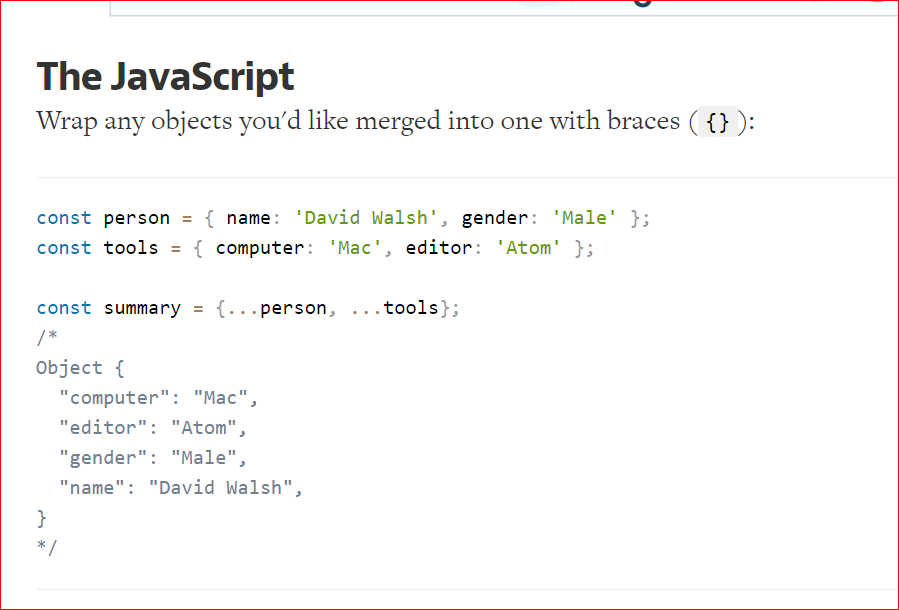 The JavaScript
Wrap any objects you'd like merged into one with braces ( {} ):
const person = { name: 'David Walsh', gender: 'Male' };
const tools = { computer: 'Mac', editor: 'Atom' };
const summary = {...person, ...tools};
/*
Object {
  "computer": "Mac",
  "editor": "Atom",
  "gender": "Male",
  "name": "David Walsh",
}
*/